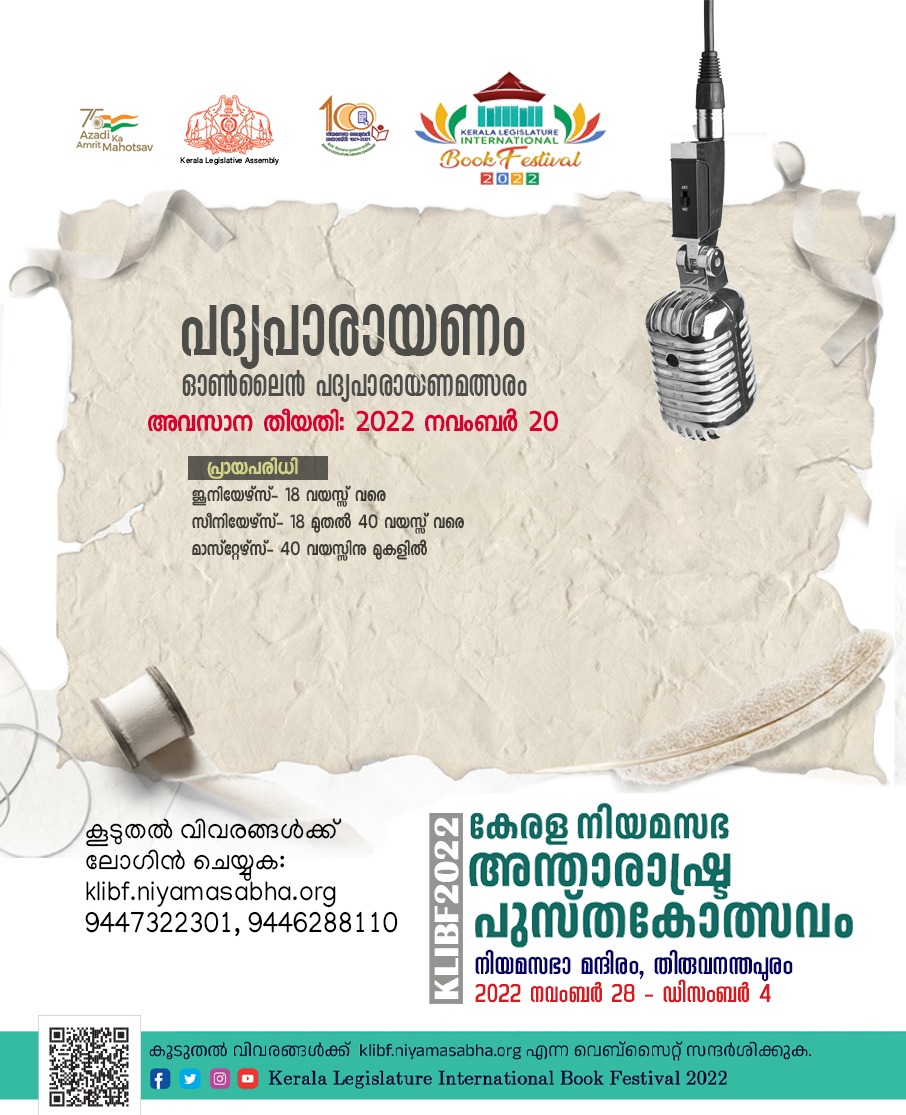 75
Azadi Ka
Amrit Mahotsav
Kerala Legislative Assembly
100
KERALA LEGISLATURE
INTERNATIONAL
Book Festival
2022
പദ്യപാരായണം
ഓൺലൈൻ പദ്യപാരായണമത്സരം
അവസാന തീയതി: 2022 നവംബർ 20
പ്രായപരിധി
ജൂനിയേഴ്സ്- 18 വയസ്സ് വരെ
സീനിയേഴ്സ്- 18 മുതൽ 40 വയസ്സ് വരെ
മാസ്റ്റേഴ്സ്- 40 വയസ്സിനു മുകളിൽ
കൂടുതൽ വിവരങ്ങൾക്ക്
ലോഗിൻ ചെയ്യുക:
klibf.niyamasabha.org
9447322301, 9446288110
KLIBF2022
കേരള നിയമസഭ
അന്താരാഷ്ട്ര
പുസ്തകോത്സവം
നിയമസഭാ മന്ദിരം, തിരുവനന്തപുരം
2022 നവംബർ 28 - ഡിസംബർ 4
കൂടുതൽ വിവരങ്ങൾക്ക് klibf.niyamasabha.org എന്ന വെബ്സൈറ്റ് സന്ദർശിക്കുക.
Kerala Legislature International Book Festival 2022